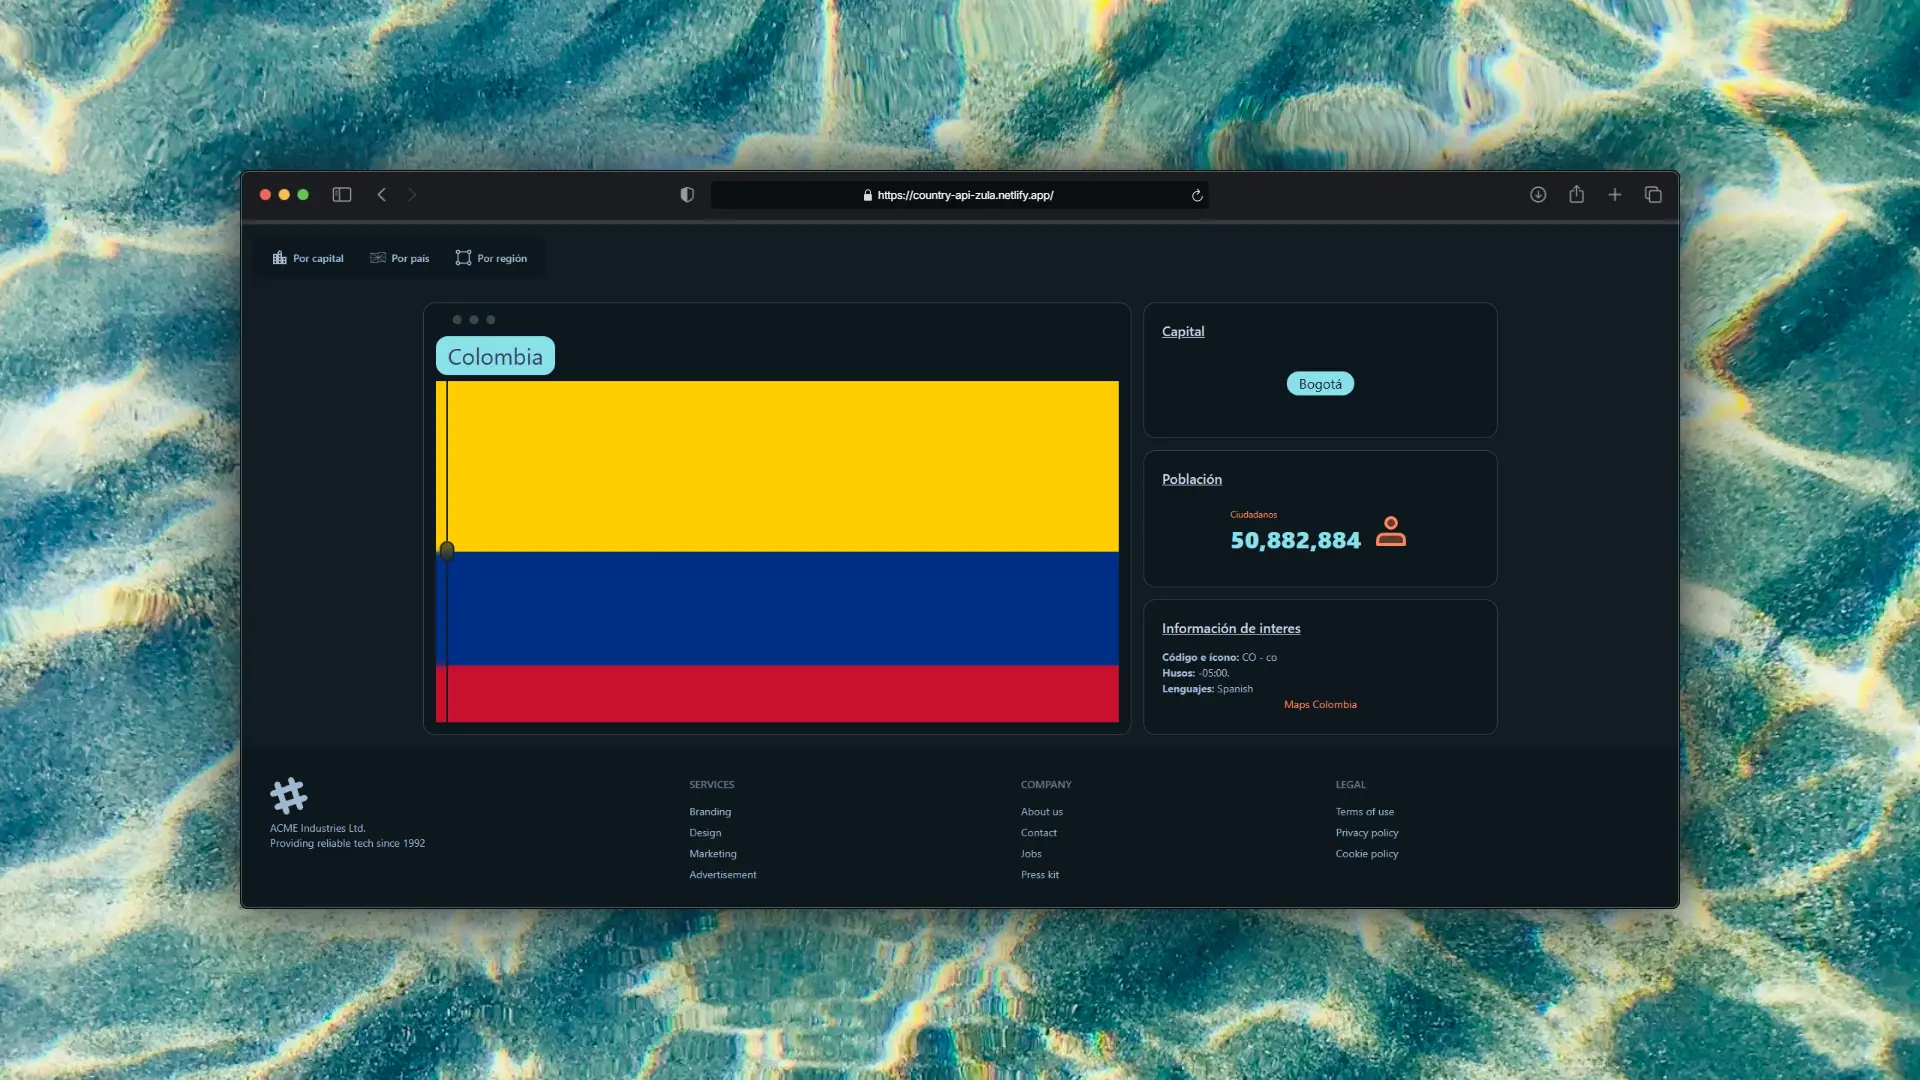 https://country-api-zula.netlify.app/
Por capital
Por país
Por región
Colombia
Capital
Bogotá
Población
Ciudadanos
50,882,884
Información de interes
Código e ícono: CO - co
Husos: -05:00.
Lenguajes: Spanish
Maps Colombia
ACME Industries Ltd.
Providing reliable tech since 1992
SERVICES
Branding
Design
Marketing
Advertisement
COMPANY
About us
Contact
Jobs
Press kit
LEGAL
Terms of use
Privacy policy
Cookie policy